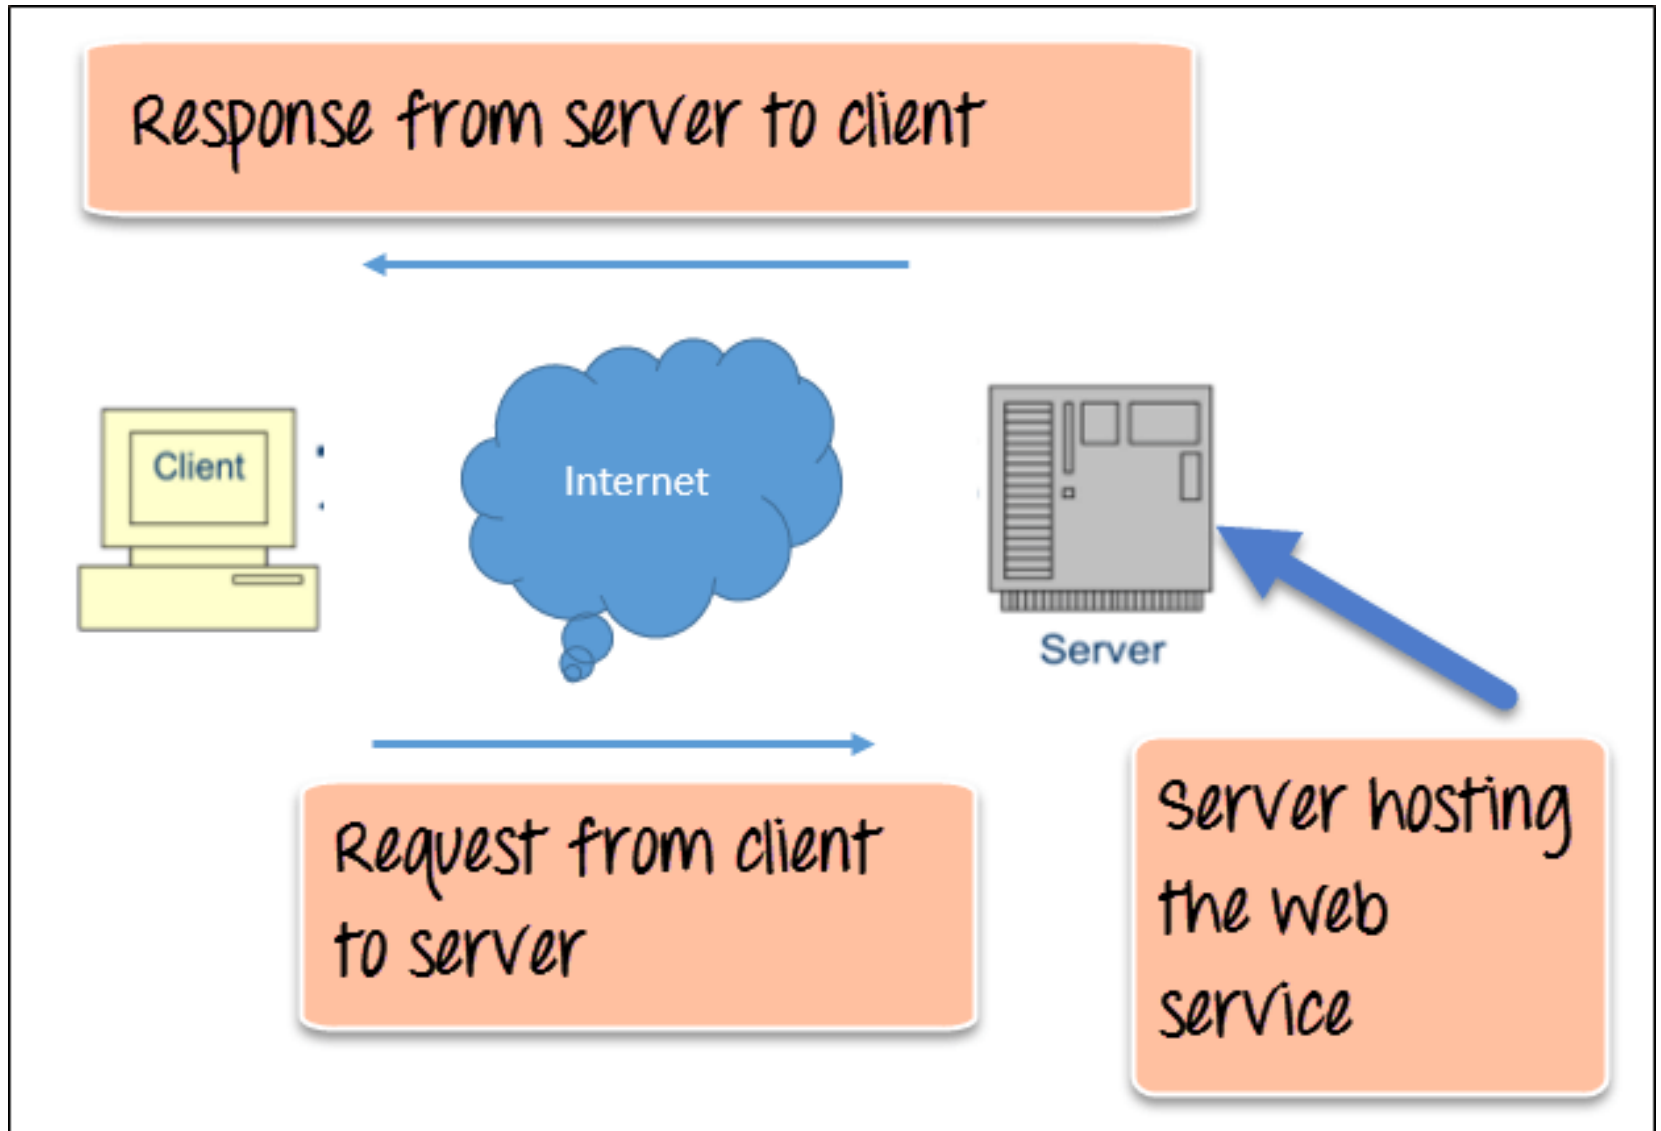 Response from server to client
Client
Internet
Server
Request from client
to server
Server hosting
the web
service